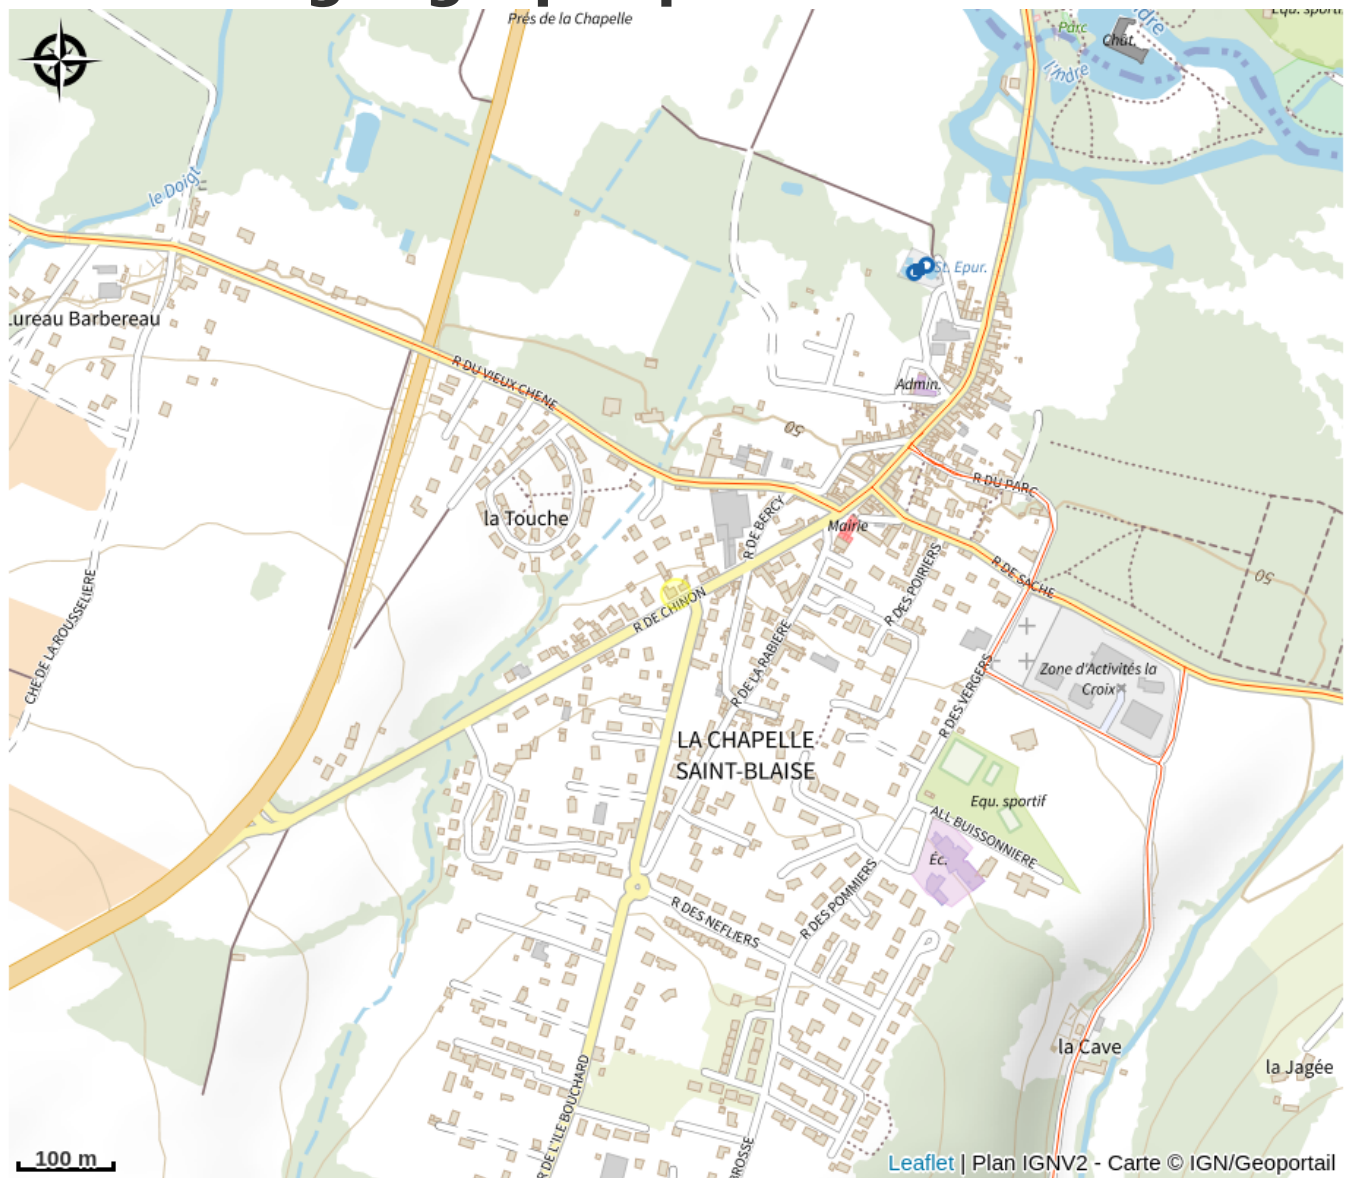 Prés de la Chapelle
Equ. sportif
Parc
Chât.
l'Indre
le Doigt
St. Epur.
Lureau Barbereau
R DU VIEUX CHENE
Admin.
50
R DU PARC
la Touche
Mairie
R DE BERCY
R DES POIRIERS
R DE SACHE
50
R DE CHINON
CHE DE LA ROUSSELIERE
R DE LA RABIERE
R DES VERGERS
Zone d'Activités la
Croix
LA CHAPELLE
SAINT-BLAISE
Equ. sportif
ALL BUISSONNIERE
Éc.
R DES POMMIERS
R DES NEFLIERS
la Cave
la Jagée
R DE L'ILE BOUCHARD
BROSSE
100 m
Leaflet | Plan IGNV2 - Carte © IGN/Geoportail